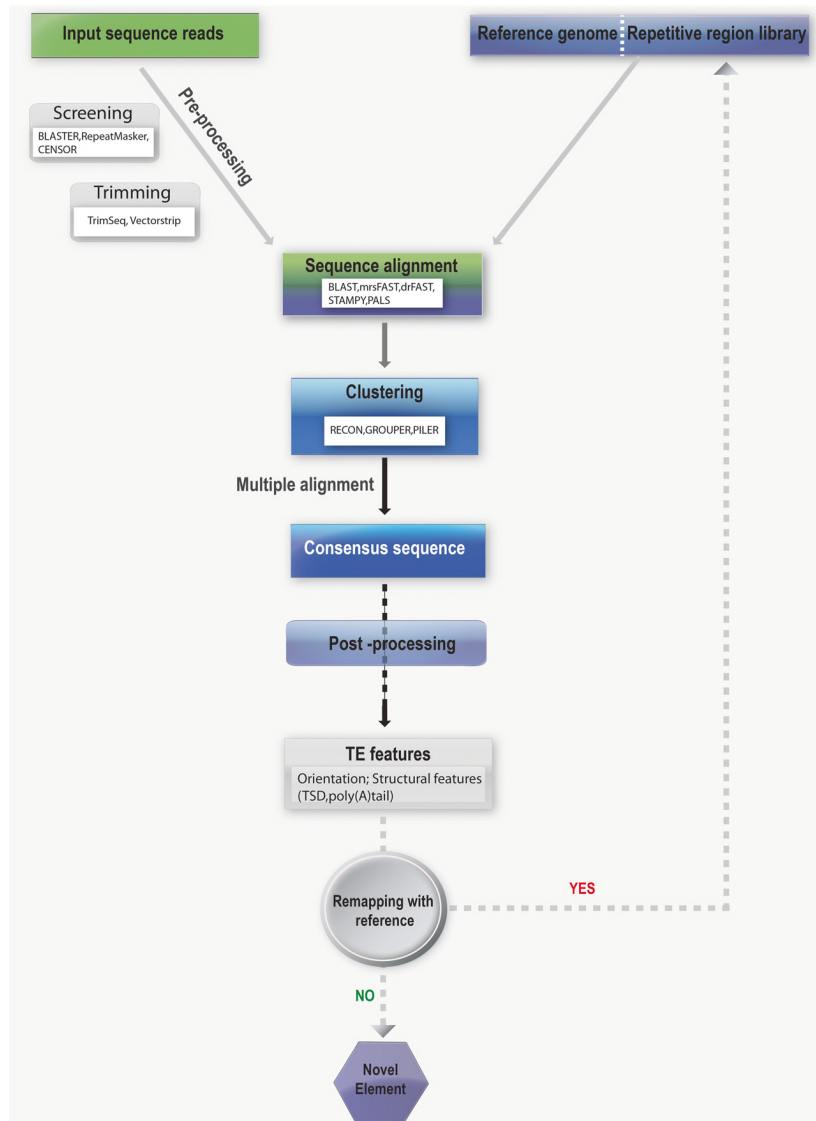 Input sequence reads
Reference genome Repetitive region library
Pre-processing
Screening
BLASTER,RepeatMasker,
CENSOR
Trimming
TrimSeq, Vectorstrip
Sequence alignment
BLAST,mrsFAST,drFAST,
STAMPY,PALS
Clustering
RECON,GROUPER,PILER
Multiple alignment
Consensus sequence
Post -processing
TE features
Orientation; Structural features
(TSD,poly(A)tail)
Remapping with
reference
YES
NO
Novel
Element